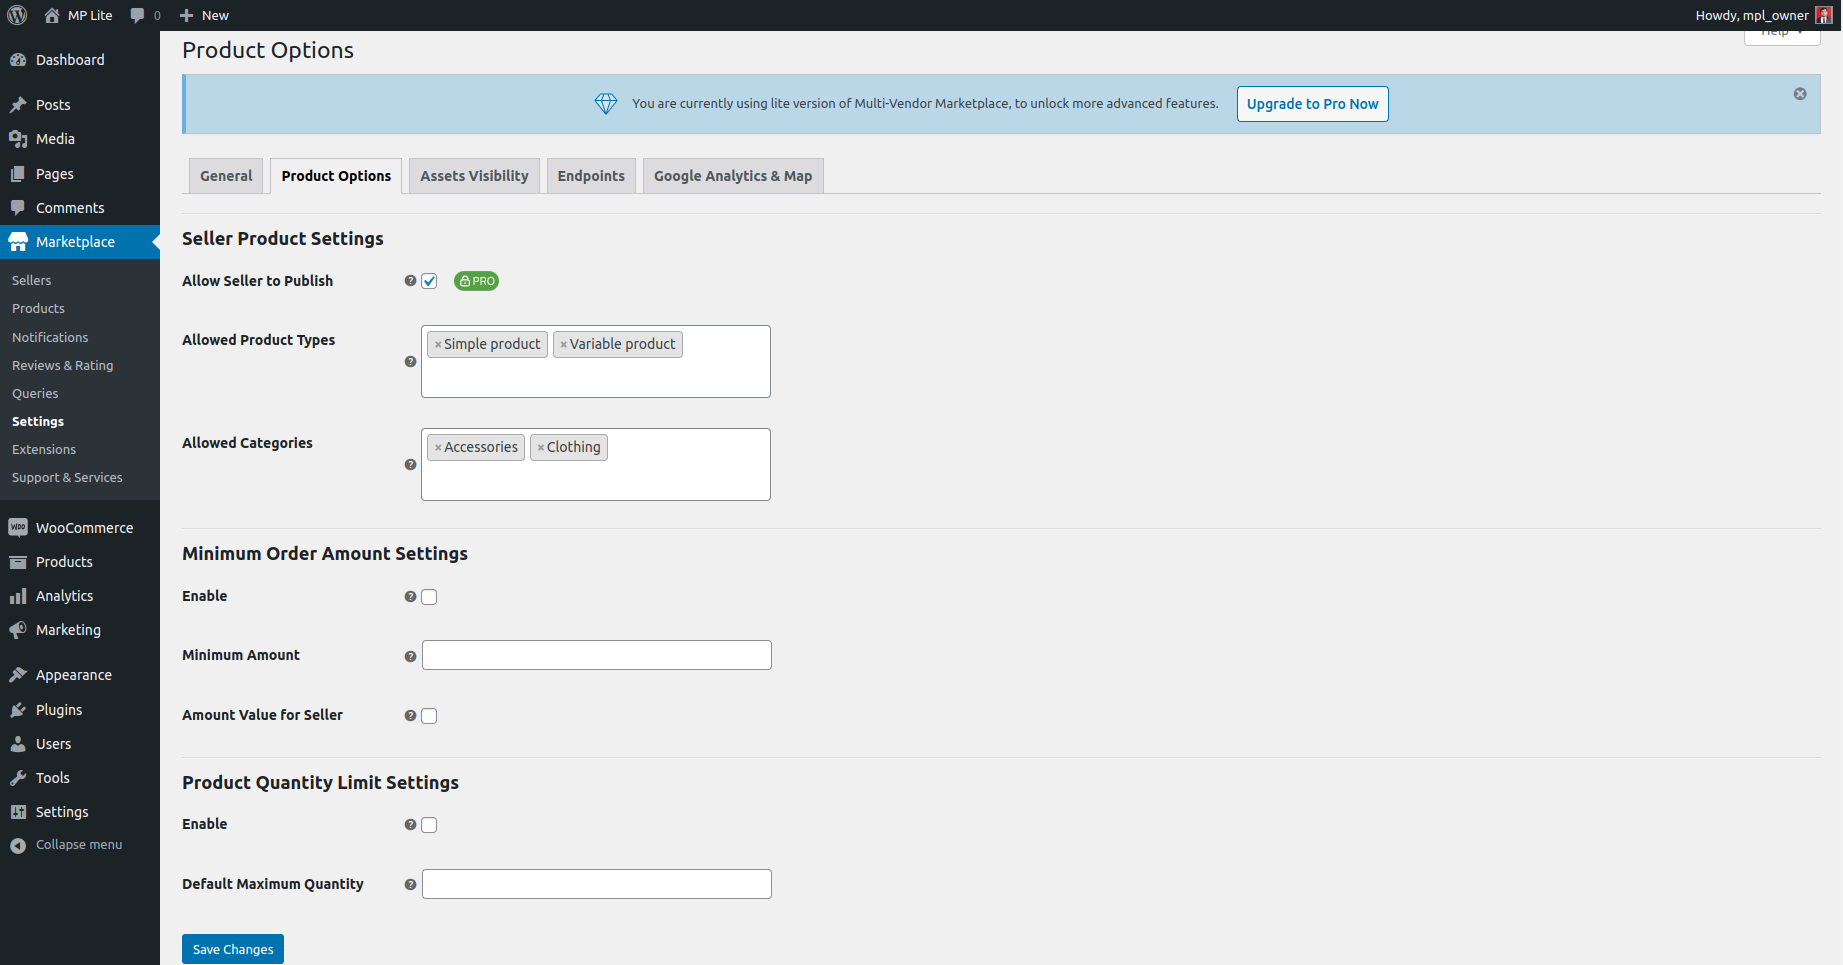 MP Lite 0 New Howdy, mpl_owner
Dashboard
Posts
Media
Pages
Comments
Marketplace
Sellers
Products
Notifications
Reviews & Rating
Queries
Settings
Extensions
Support & Services
WooCommerce
Products
Analytics
Marketing
Appearance
Plugins
Users
Tools
Settings
Collapse menu
Help
Product Options
You are currently using lite version of Multi-Vendor Marketplace, to unlock more advanced features. Upgrade to Pro Now
General Product Options Assets Visibility Endpoints Google Analytics & Map
Seller Product Settings
Allow Seller to Publish ? PRO
Allowed Product Types ? × Simple product × Variable product
Allowed Categories ? × Accessories × Clothing
Minimum Order Amount Settings
Enable ?
Minimum Amount ?
Amount Value for Seller ?
Product Quantity Limit Settings
Enable ?
Default Maximum Quantity ?
Save Changes